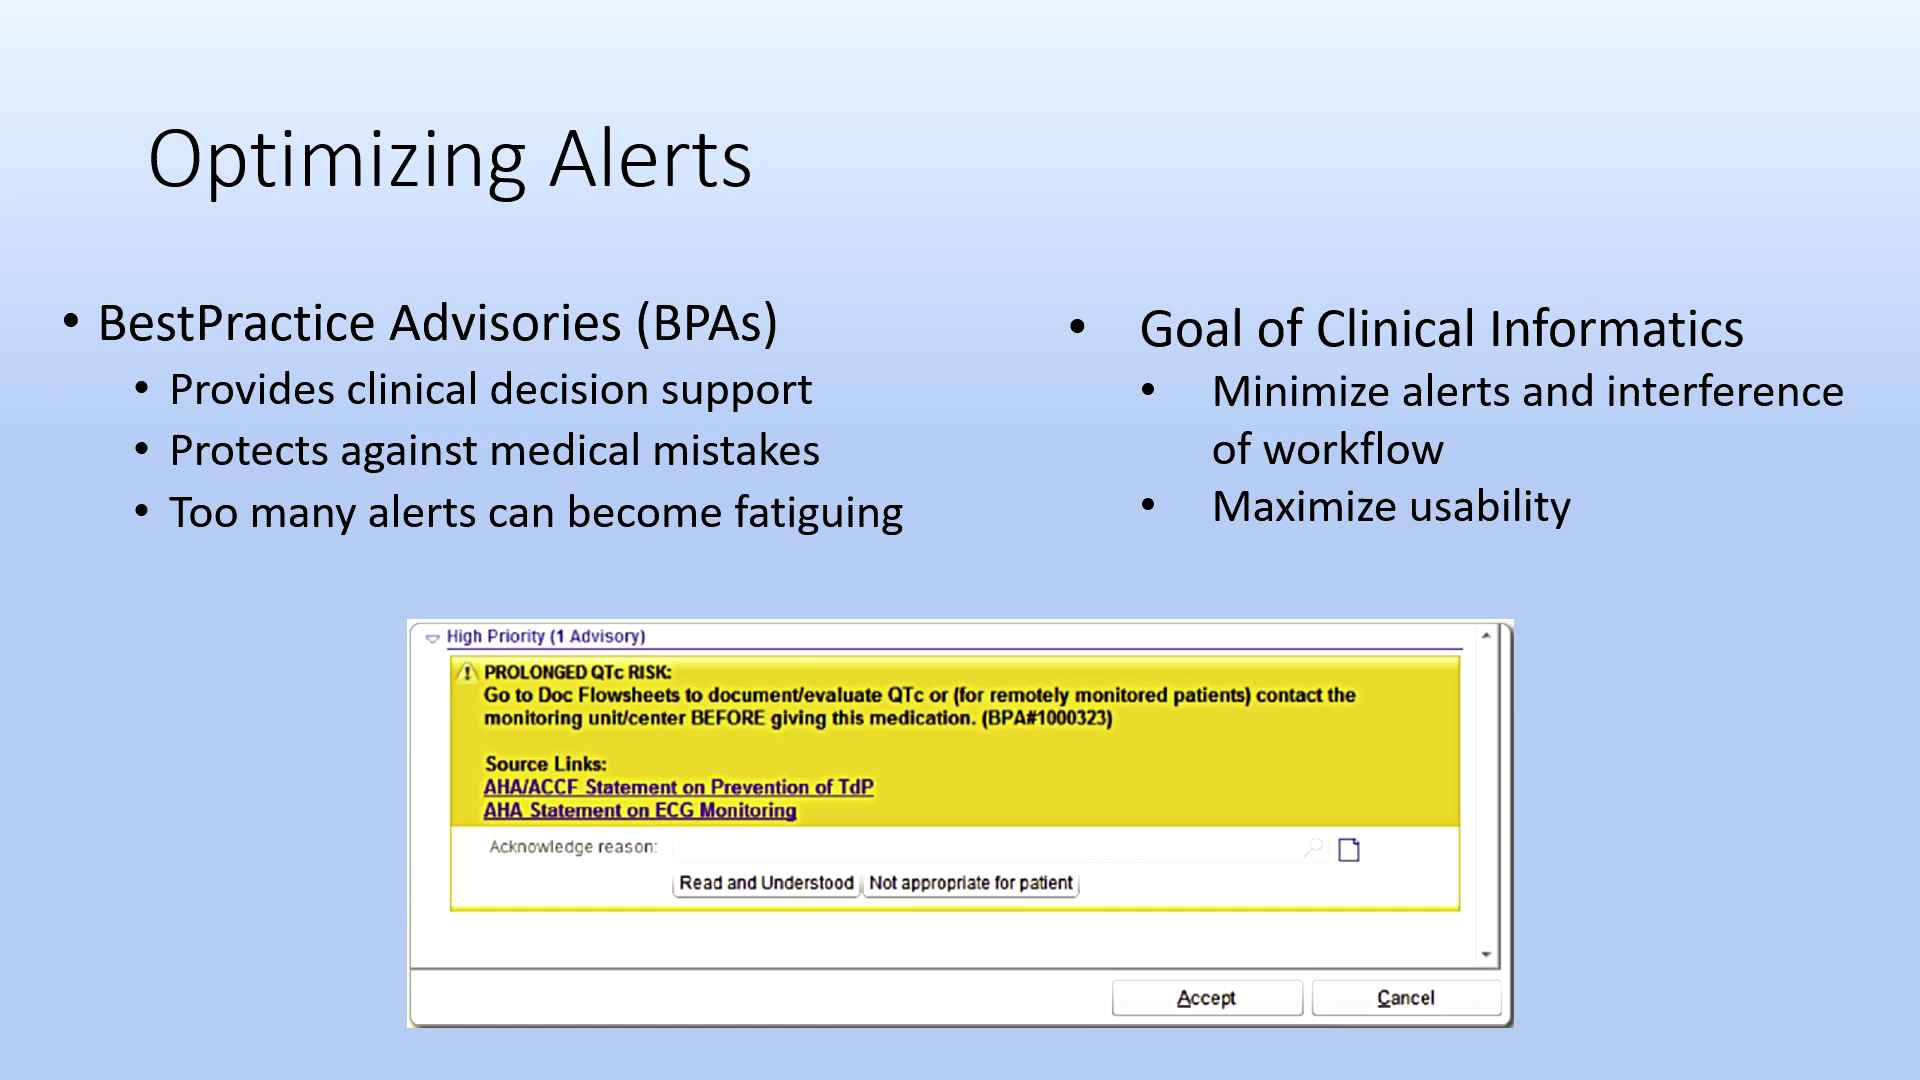 Optimizing Alerts
• BestPractice Advisories (BPAs)
• Provides clinical decision support
• Protects against medical mistakes
• Too many alerts can become fatiguing
• Goal of Clinical Informatics
• Minimize alerts and interference
of workflow
• Maximize usability
High Priority (1 Advisory)
PROLONGED QTc RISK:
Go to Doc Flowsheets to document/evaluate QTc or (for remotely monitored patients) contact the
monitoring unit/center BEFORE giving this medication. (BPA#1000323)
Source Links:
AHA/ACCF Statement on Prevention of TdP
AHA Statement on ECG Monitoring
Acknowledge reason:
Read and Understood Not appropriate for patient
Accept Cancel